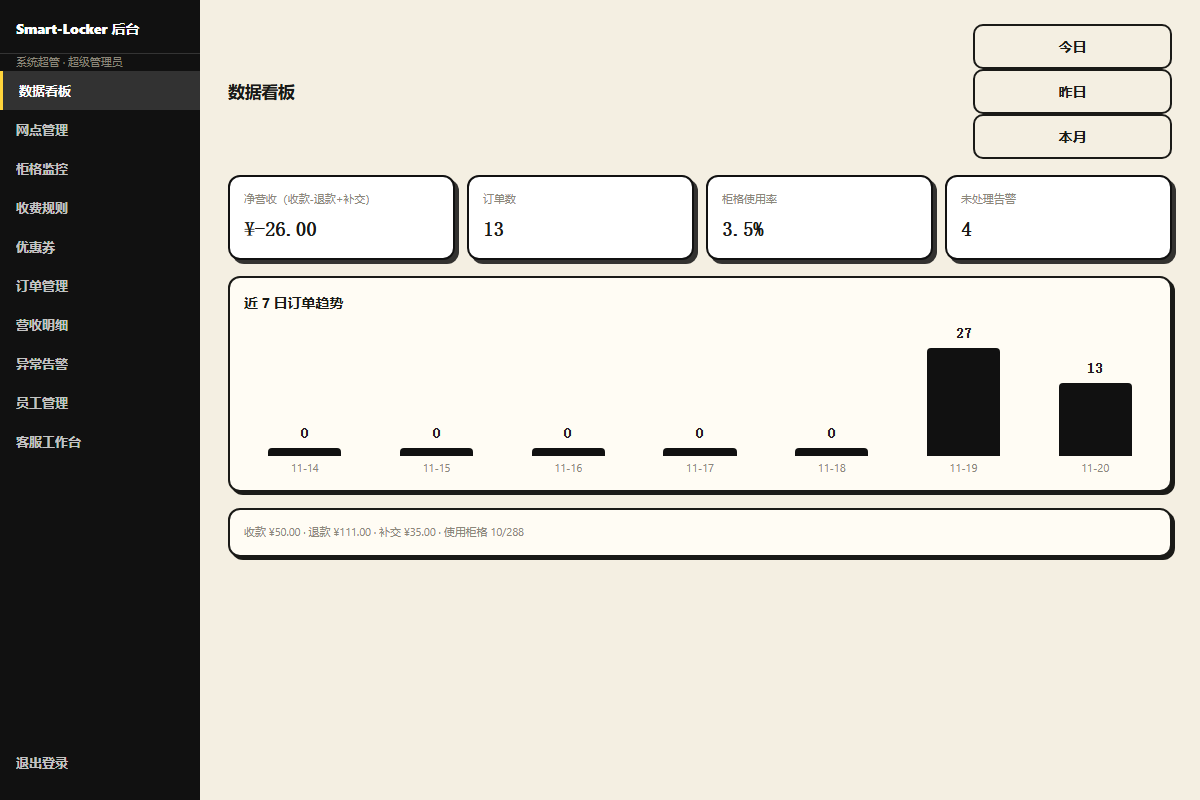 Smart-Locker 后台
系统超管 · 超级管理员
数据看板
网点管理
柜格监控
收费规则
优惠券
订单管理
营收明细
异常告警
员工管理
客服工作台
退出登录
数据看板
今日
昨日
本月
净营收（收款-退款+补交）
¥-26.00
订单数
13
柜格使用率
3.5%
未处理告警
4
近 7 日订单趋势
0
0
0
0
0
27
13
11-14
11-15
11-16
11-17
11-18
11-19
11-20
收款 ¥50.00 · 退款 ¥111.00 · 补交 ¥35.00 · 使用柜格 10/288